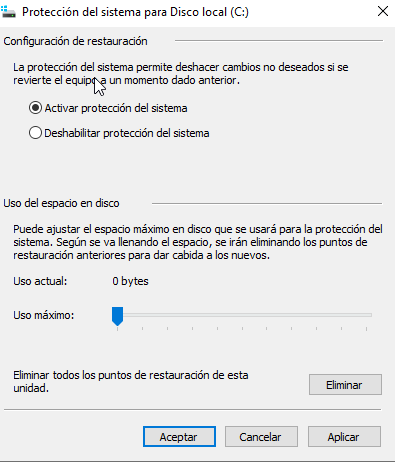 Protección del sistema para Disco local (C:)
Configuración de restauración
La protección del sistema permite deshacer cambios no deseados si se
revierte el equipo a un momento dado anterior.
Activar protección del sistema
Deshabilitar protección del sistema
Uso del espacio en disco
Puede ajustar el espacio máximo en disco que se usará para la protección del
sistema. Según se va llenando el espacio, se irán eliminando los puntos de
restauración anteriores para dar cabida a los nuevos.
Uso actual: 0 bytes
Uso máximo:
Eliminar todos los puntos de restauración de esta
unidad.
Eliminar
Aceptar Cancelar Aplicar